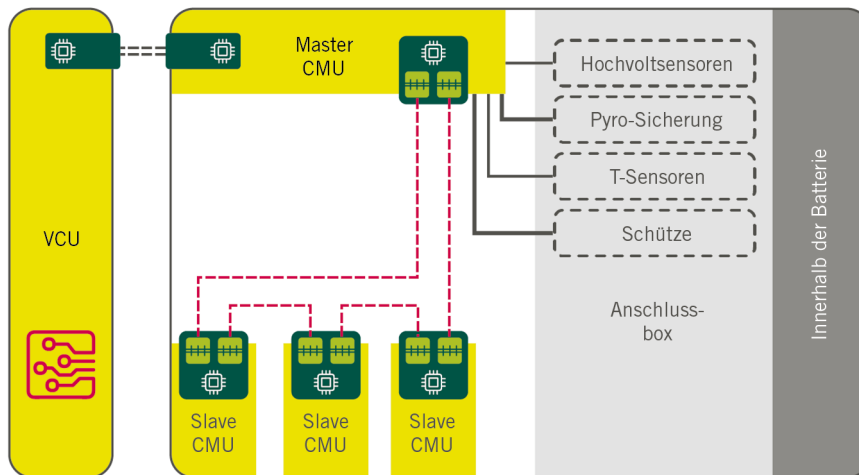 Master
CMU
Hochvoltsensoren
Pyro-Sicherung
T-Sensoren
Schütze
VCU
Anschluss-
box
Innerhalb der Batterie
Slave
CMU
Slave
CMU
Slave
CMU